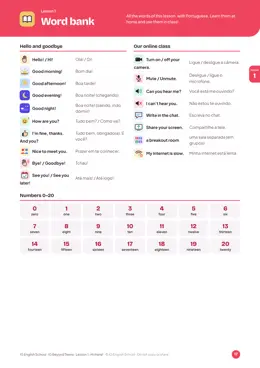 Lesson 1
Word bank
All the words of the lesson, with Portuguese. Learn them at
home and use them in class!
Hello and goodbye
Hello! / Hi!
Olá! / Oi!
Good morning!
Bom dia!
Good afternoon!
Boa tarde!
Good evening!
Boa noite! (chegando)
Good night!
How are you?
Tudo bem? / Como vai?
I'm fine, thanks.
And you?
Nice to meet you.
Prazer em te conhecer.
Bye! / Goodbye!
Tchau!
See you! / See you
later!
Até mais! / Até logo!
Our online class
Turn on / off your
camera.
Ligue / desligue a câmera.
Mute / Unmute.
Desligue / ligue o
microfone.
Can you hear me?
Você está me ouvindo?
I can't hear you.
Não estou te ouvindo.
Write in the chat.
Escreva no chat.
Share your screen.
Compartilhe a tela.
a breakout room
uma sala separada (em
grupos)
My internet is slow.
Minha internet está lenta.
1
Numbers 0–20
0 1 2 3 4 5 6
zero one two three four five six
7 8 9 10 11 12 13
seven eight nine ten eleven twelve thirteen
14 15 16 17 18 19 20
fourteen fifteen sixteen seventeen eighteen nineteen twenty